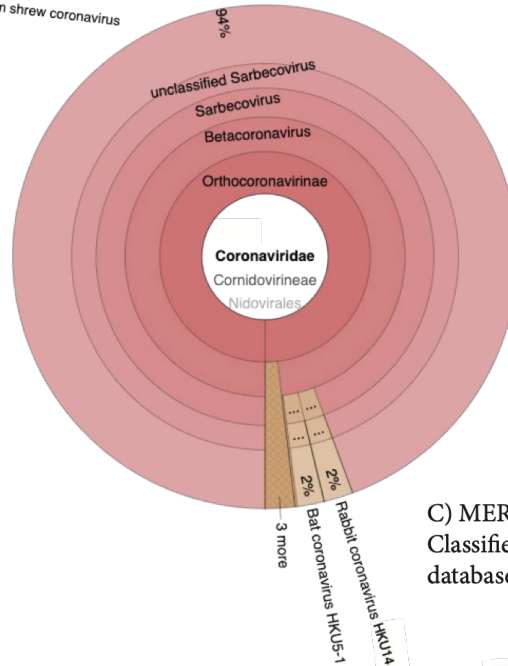 n shrew coronavirus
94%
unclassified Sarbecovirus
Sarbecovirus
Betacoronavirus
Orthocoronavirinae
Coronaviridae
Cornidovirineae
Nidovirales
... ...
... ...
2% 2%
3 more
Bat coronavirus HKU5-1
Rabbit coronavirus HKU14
C) MER
Classifie
database